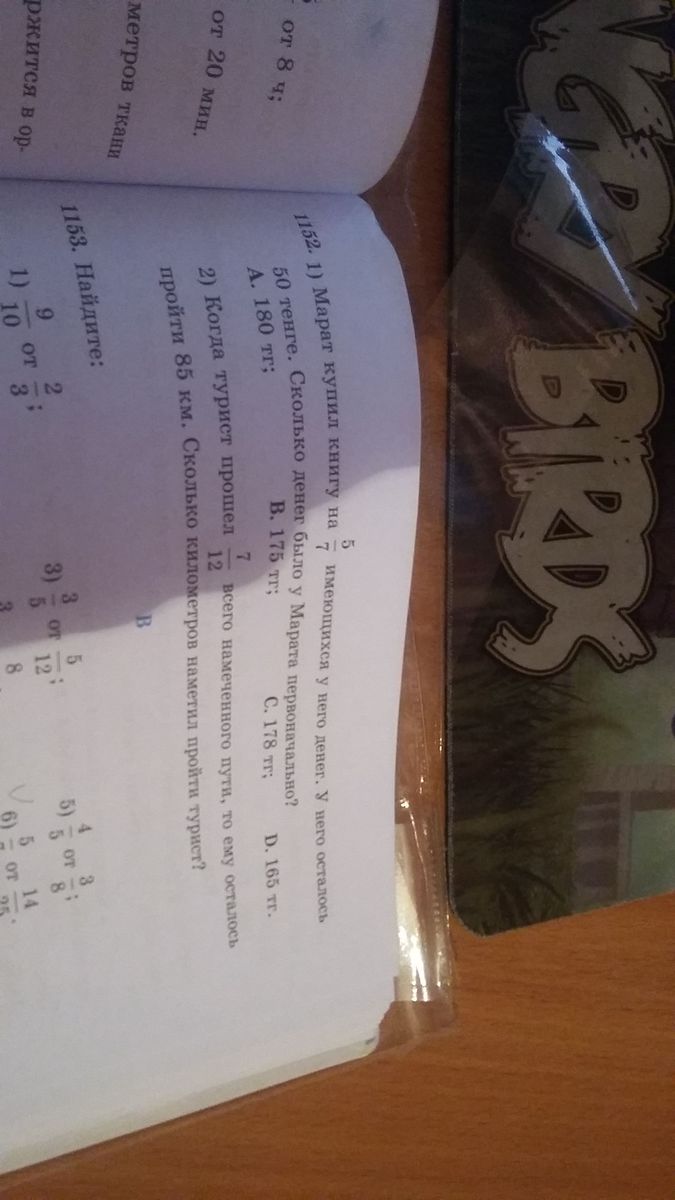 от 8 ч;
от 20 мин.
метров ткани
ржится в ор-
1152. 1) Марат купил книгу на 5/7 имеющихся у него денег. У него осталось
50 тенге. Сколько денег было у Марата первоначально?
A. 180 тг; B. 175 тг; C. 178 тг; D. 165 тг.
2) Когда турист прошел 7/12 всего намеченного пути, то ему осталось
пройти 85 км. Сколько километров наметил пройти турист?
B
1153. Найдите:
1) 9/10 от 2/3; 3) 3/5 от 5/12; 5) 4/5 от 3/8;
3 8 6) 5 от 14
BIRDS